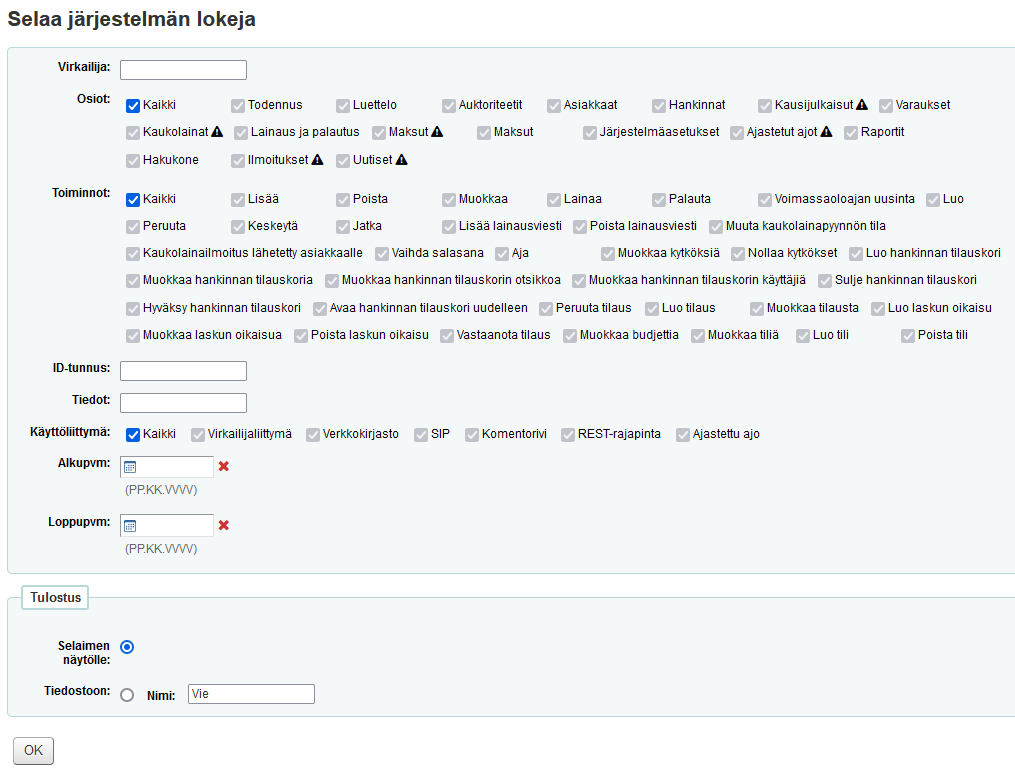 Selaa järjestelmän lokeja
Virkailija:
Osiot: Kaikki Todennus Luettelo Auktoriteetit Asiakkaat Hankinnat Kausijulkaisut Varaukset
Kaukolainat Lainaus ja palautus Maksut Maksut Järjestelmäasetukset Ajastetut ajot Raportit
Hakukone Ilmoitukset Uutiset
Toiminnot: Kaikki Lisää Poista Muokkaa Lainaa Palauta Voimassaoloajan uusinta Luo
Peruuta Keskeytä Jatka Lisää lainausviesti Poista lainausviesti Muuta kaukolainapyynnön tila
Kaukolainailmoitus lähetetty asiakkaalle Vaihda salasana Aja Muokkaa kytköksiä Nollaa kytkökset Luo hankinnan tilauskori
Muokkaa hankinnan tilauskoria Muokkaa hankinnan tilauskorin otsikkoa Muokkaa hankinnan tilauskorin käyttäjiä Sulje hankinnan tilauskori
Hyväksy hankinnan tilauskori Avaa hankinnan tilauskori uudelleen Peruuta tilaus Luo tilaus Muokkaa tilausta Luo laskun oikaisu
Muokkaa laskun oikaisua Poista laskun oikaisu Vastaanota tilaus Muokkaa budjettia Muokkaa tiliä Luo tili Poista tili
ID-tunnus:
Tiedot:
Käyttöliittymä: Kaikki Virkailijaliittymä Verkkokirjasto SIP Komentorivi REST-rajapinta Ajastettu ajo
Alkupvm:
(PP.KK.VVVV)
Loppupvm:
(PP.KK.VVVV)
Tulostus
Selaimen
näytölle:
Tiedostoon: Nimi: Vie
OK